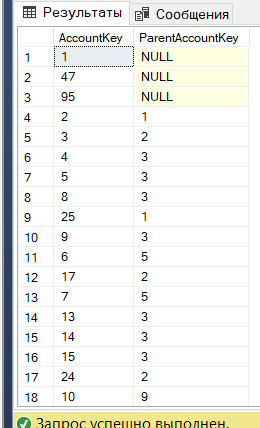 Результаты Сообщения
AccountKey ParentAccountKey
1 1 NULL
2 47 NULL
3 95 NULL
4 2 1
5 3 2
6 4 3
7 5 3
8 8 3
9 25 1
10 9 3
11 6 5
12 17 2
13 7 5
14 13 3
15 14 3
16 15 3
17 24 2
18 10 9
Запрос успешно выполнен.